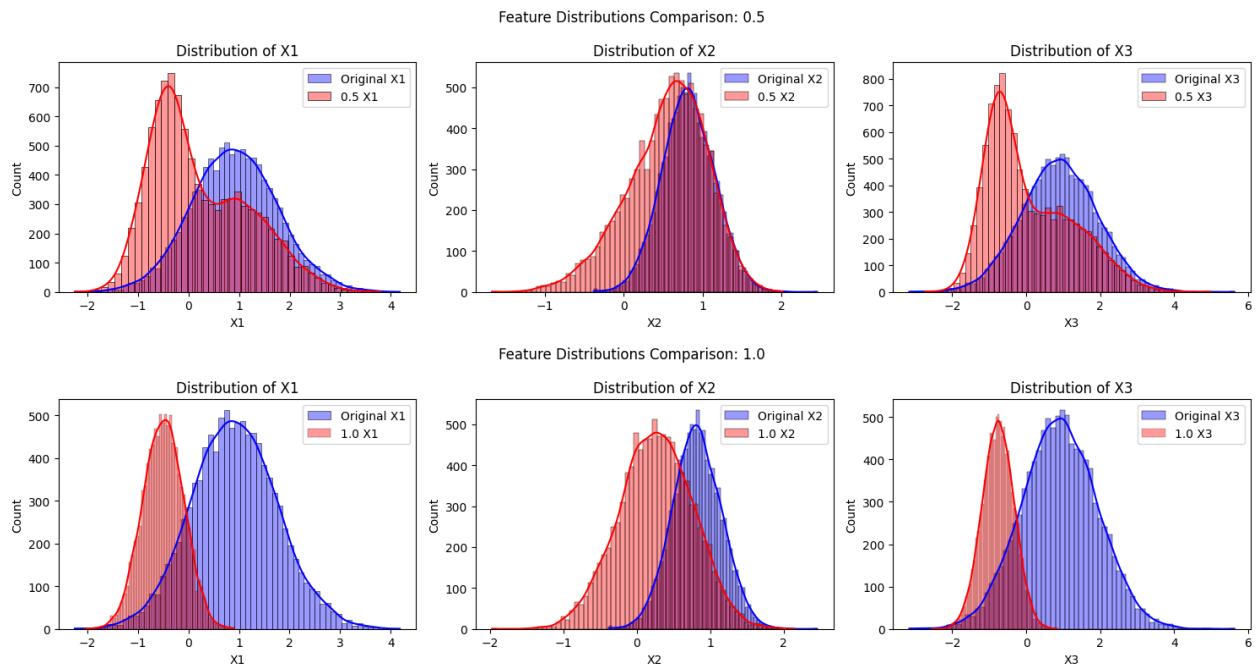 Feature Distributions Comparison: 0.5
Distribution of X1
Distribution of X2
Distribution of X3
Original X1
0.5 X1
Original X2
0.5 X2
Original X3
0.5 X3
Count
700
600
500
400
300
200
100
0
−2 −1 0 1 2 3 4
X1
Count
500
400
300
200
100
0
−1 0 1 2
X2
Count
800
700
600
500
400
300
200
100
0
−2 0 2 4 6
X3
Feature Distributions Comparison: 1.0
Distribution of X1
Distribution of X2
Distribution of X3
Original X1
1.0 X1
Original X2
1.0 X2
Original X3
1.0 X3
Count
500
400
300
200
100
0
−2 −1 0 1 2 3 4
X1
Count
500
400
300
200
100
0
−2 −1 0 1 2
X2
Count
500
400
300
200
100
0
−2 0 2 4 6
X3